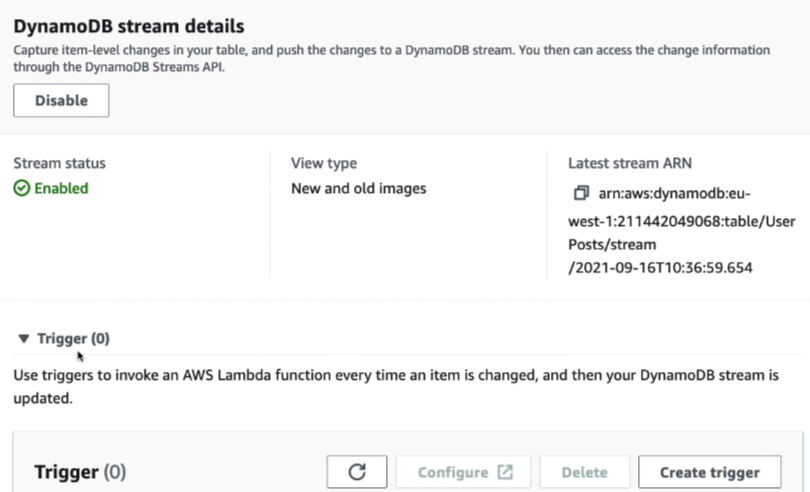 DynamoDB stream details
Capture item-level changes in your table, and push the changes to a DynamoDB stream. You then can access the change information
through the DynamoDB Streams API.
Disable
Stream status
Enabled
View type
New and old images
Latest stream ARN
arn:aws:dynamodb:eu-
west-1:211442049068:table/User
Posts/stream
/2021-09-16T10:36:59.654
Trigger (0)
Use triggers to invoke an AWS Lambda function every time an item is changed, and then your DynamoDB stream is
updated.
Trigger (0)
Configure
Delete
Create trigger